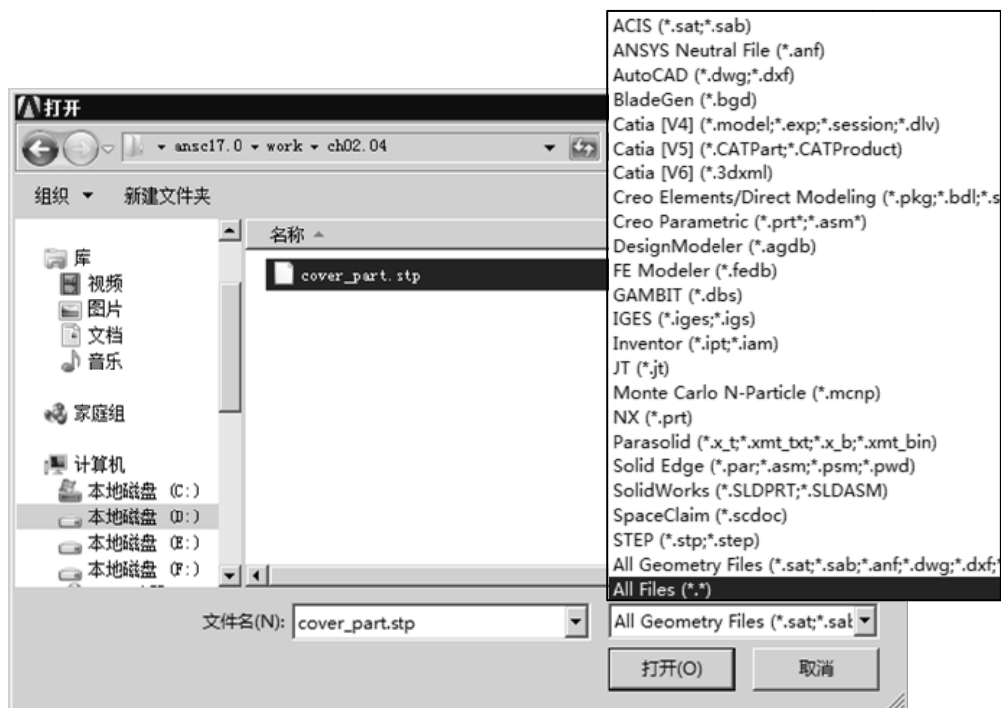 打开
ansc17.0 work ch02.04
组织 新建文件夹
名称
库
视频
图片
文档
音乐
家庭组
计算机
本地磁盘 (C:)
本地磁盘 (D:)
本地磁盘 (E:)
本地磁盘 (F:)
cover_part.stp
ACIS (*.sat;*.sab)
ANSYS Neutral File (*.anf)
AutoCAD (*.dwg;*.dxf)
BladeGen (*.bgd)
Catia [V4] (*.model;*.exp;*.session;*.dlv)
Catia [V5] (*.CATPart;*.CATProduct)
Catia [V6] (*.3dxml)
Creo Elements/Direct Modeling (*.pkg;*.bdl;*.s
Creo Parametric (*.prt*;*.asm*)
DesignModeler (*.agdb)
FE Modeler (*.fedb)
GAMBIT (*.dbs)
IGES (*.iges;*.igs)
Inventor (*.ipt;*.iam)
JT (*.jt)
Monte Carlo N-Particle (*.mcnp)
NX (*.prt)
Parasolid (*.x_t;*.xmt_txt;*.x_b;*.xmt_bin)
Solid Edge (*.par;*.asm;*.psm;*.pwd)
SolidWorks (*.SLDPRT;*.SLDASM)
SpaceClaim (*.scdoc)
STEP (*.stp;*.step)
All Geometry Files (*.sat;*.sab;*.anf;*.dwg;*.dxf;*
All Files (*.*)
文件名(N): cover_part.stp
All Geometry Files (*.sat;*.sab
打开(O) 取消